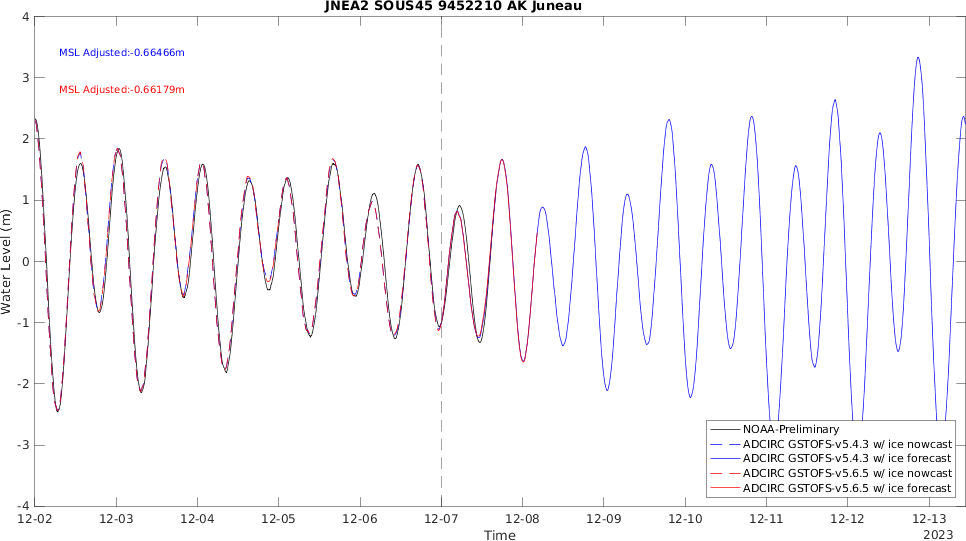 JNEA2 SOUS45 9452210 AK Juneau
MSL Adjusted:-0.66466m
MSL Adjusted:-0.66179m
4
3
2
1
0
-1
-2
-3
-4
Water Level (m)
NOAA-Preliminary
ADCIRC GSTOFS-v5.4.3 w/ ice nowcast
ADCIRC GSTOFS-v5.4.3 w/ ice forecast
ADCIRC GSTOFS-v5.6.5 w/ ice nowcast
ADCIRC GSTOFS-v5.6.5 w/ ice forecast
12-02 12-03 12-04 12-05 12-06 12-07 12-08 12-09 12-10 12-11 12-12 12-13
Time
2023